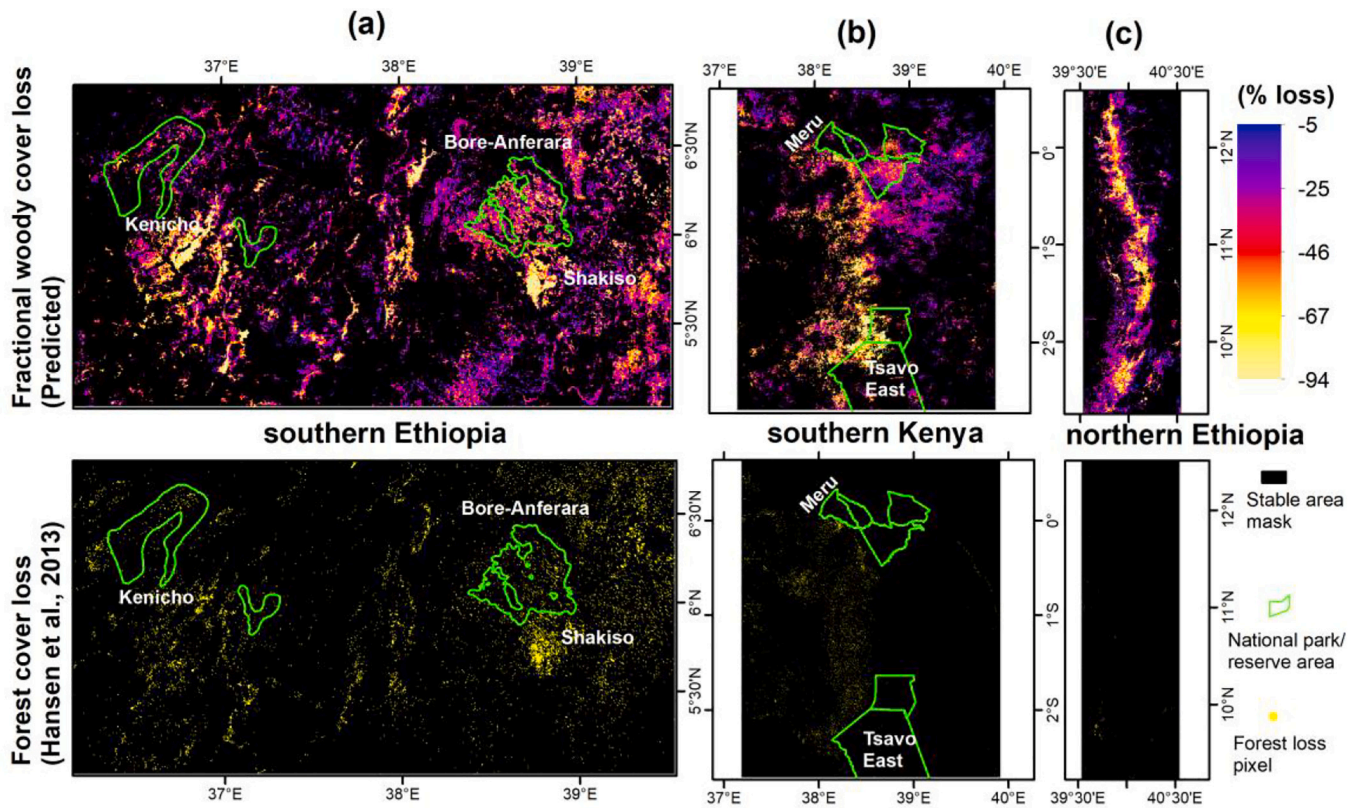 (a)
(b)
(c)
37°E
38°E
39°E
37°E
38°E
39°E
40°E
39°30'E
40°30'E
Fractional woody cover loss
(Predicted)
Kenicho
Bore-Anferara
Shakiso
6°30'N
6°N
5°30'N
Meru
Tsavo
East
0°
1°S
2°S
12°N
11°N
10°N
(% loss)
-5
-25
-46
-67
-94
southern Ethiopia
southern Kenya
northern Ethiopia
Forest cover loss
(Hansen et al., 2013)
Kenicho
Bore-Anferara
Shakiso
6°30'N
6°N
5°30'N
Meru
Tsavo
East
0°
1°S
2°S
12°N
11°N
10°N
Stable area
mask
National park/
reserve area
Forest loss
pixel
37°E
38°E
39°E
37°E
38°E
39°E
40°E
39°30'E
40°30'E